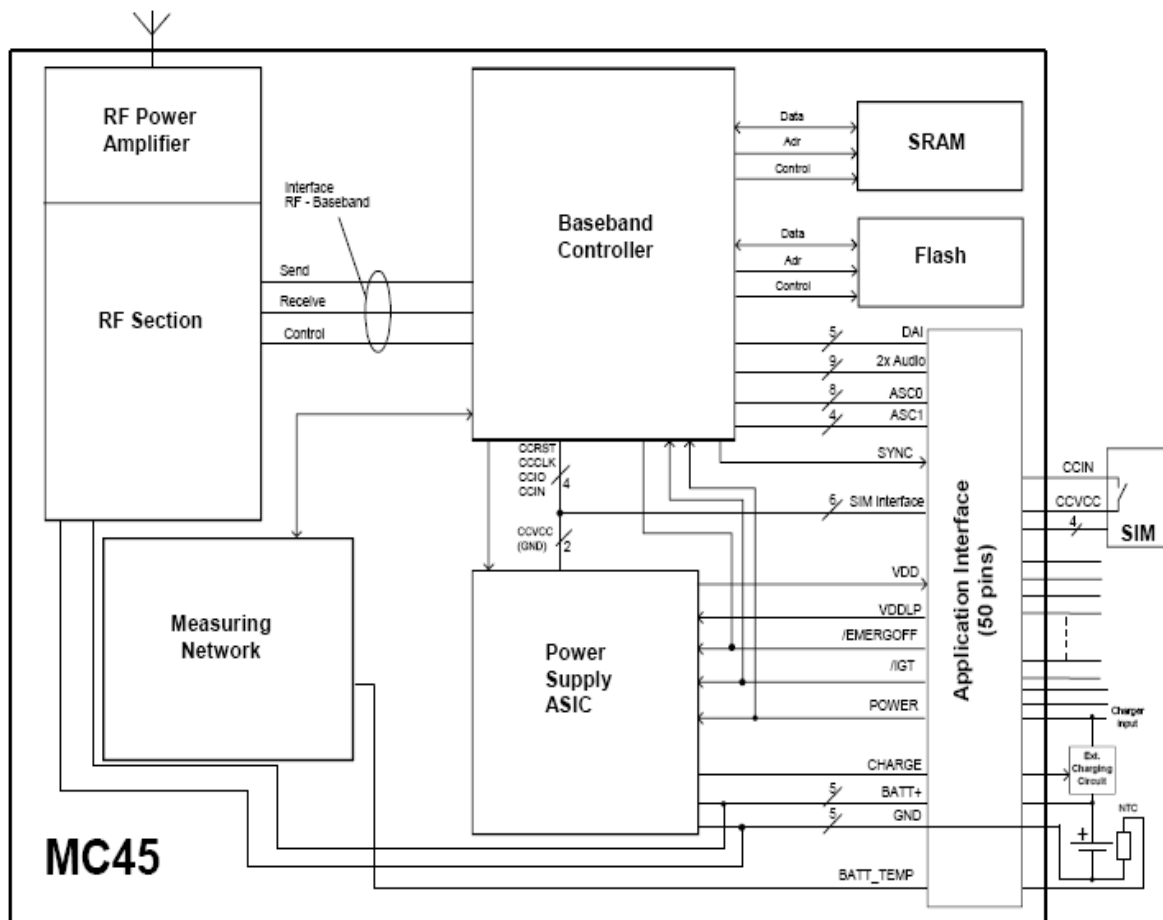 RF Power
Amplifier
RF Section
Interface
RF - Baseband
Send
Receive
Control
Baseband
Controller
Data
Adr
Control
SRAM
Data
Adr
Control
Flash
5
DAI
9
2x Audio
8
ASC0
4
ASC1
SYNC
CCRST
CCCLK
CCIO
CCIN
4
6
SIM Interface
CCVCC
(GND)
2
Measuring
Network
Power
Supply
ASIC
VDD
VDDLP
/EMERGOFF
/IGT
POWER
CHARGE
5
BATT+
5
GND
BATT_TEMP
Application Interface
(50 pins)
CCIN
CCVCC
4
SIM
Charger
Input
Ext.
Charging
Circuit
NTC
+
MC45